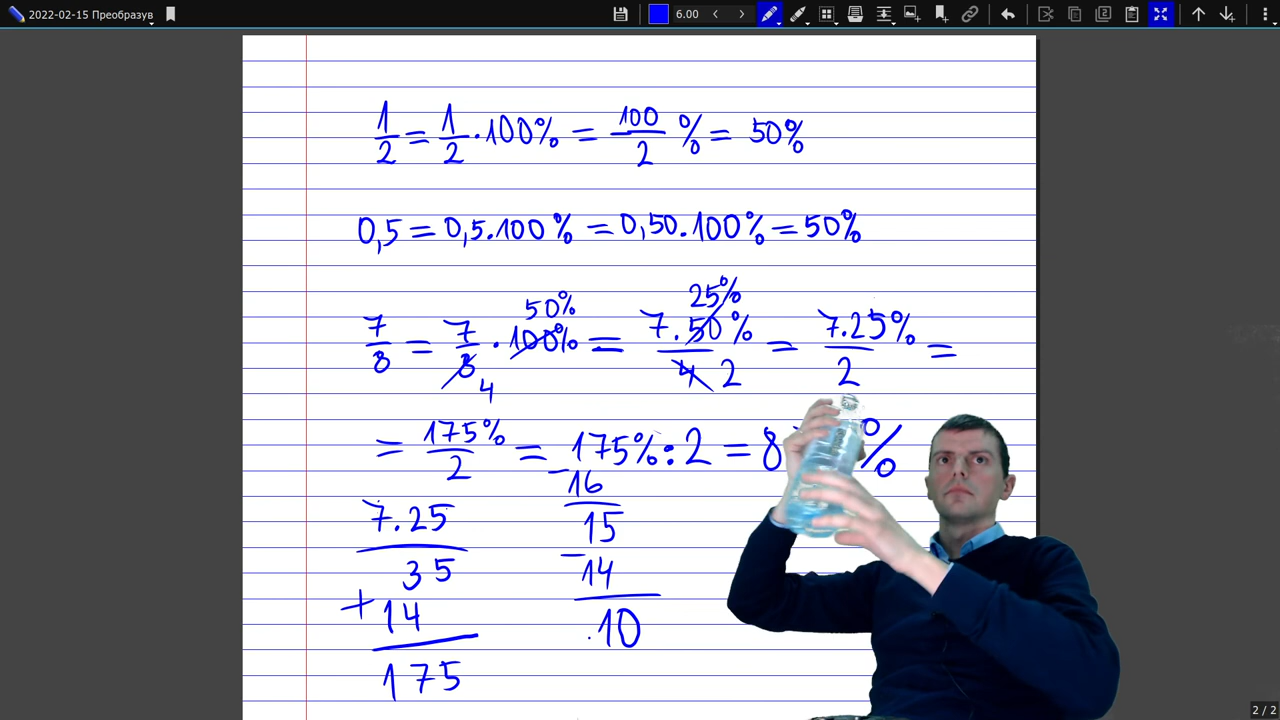 2022-02-15 Преобразув
6.00
1/2 = 1/2 · 100% = 100/2 % = 50%
0,5 = 0,5.100% = 0,50.100% = 50%
50% 25%
7/8 = 7/8 · 100% = 7.50%/4 2 = 7.25%/2 =
4
= 175%/2 = 175% : 2 = 8 %
-16
7.25
15
35
-14
+14
.10
175
2 / 2